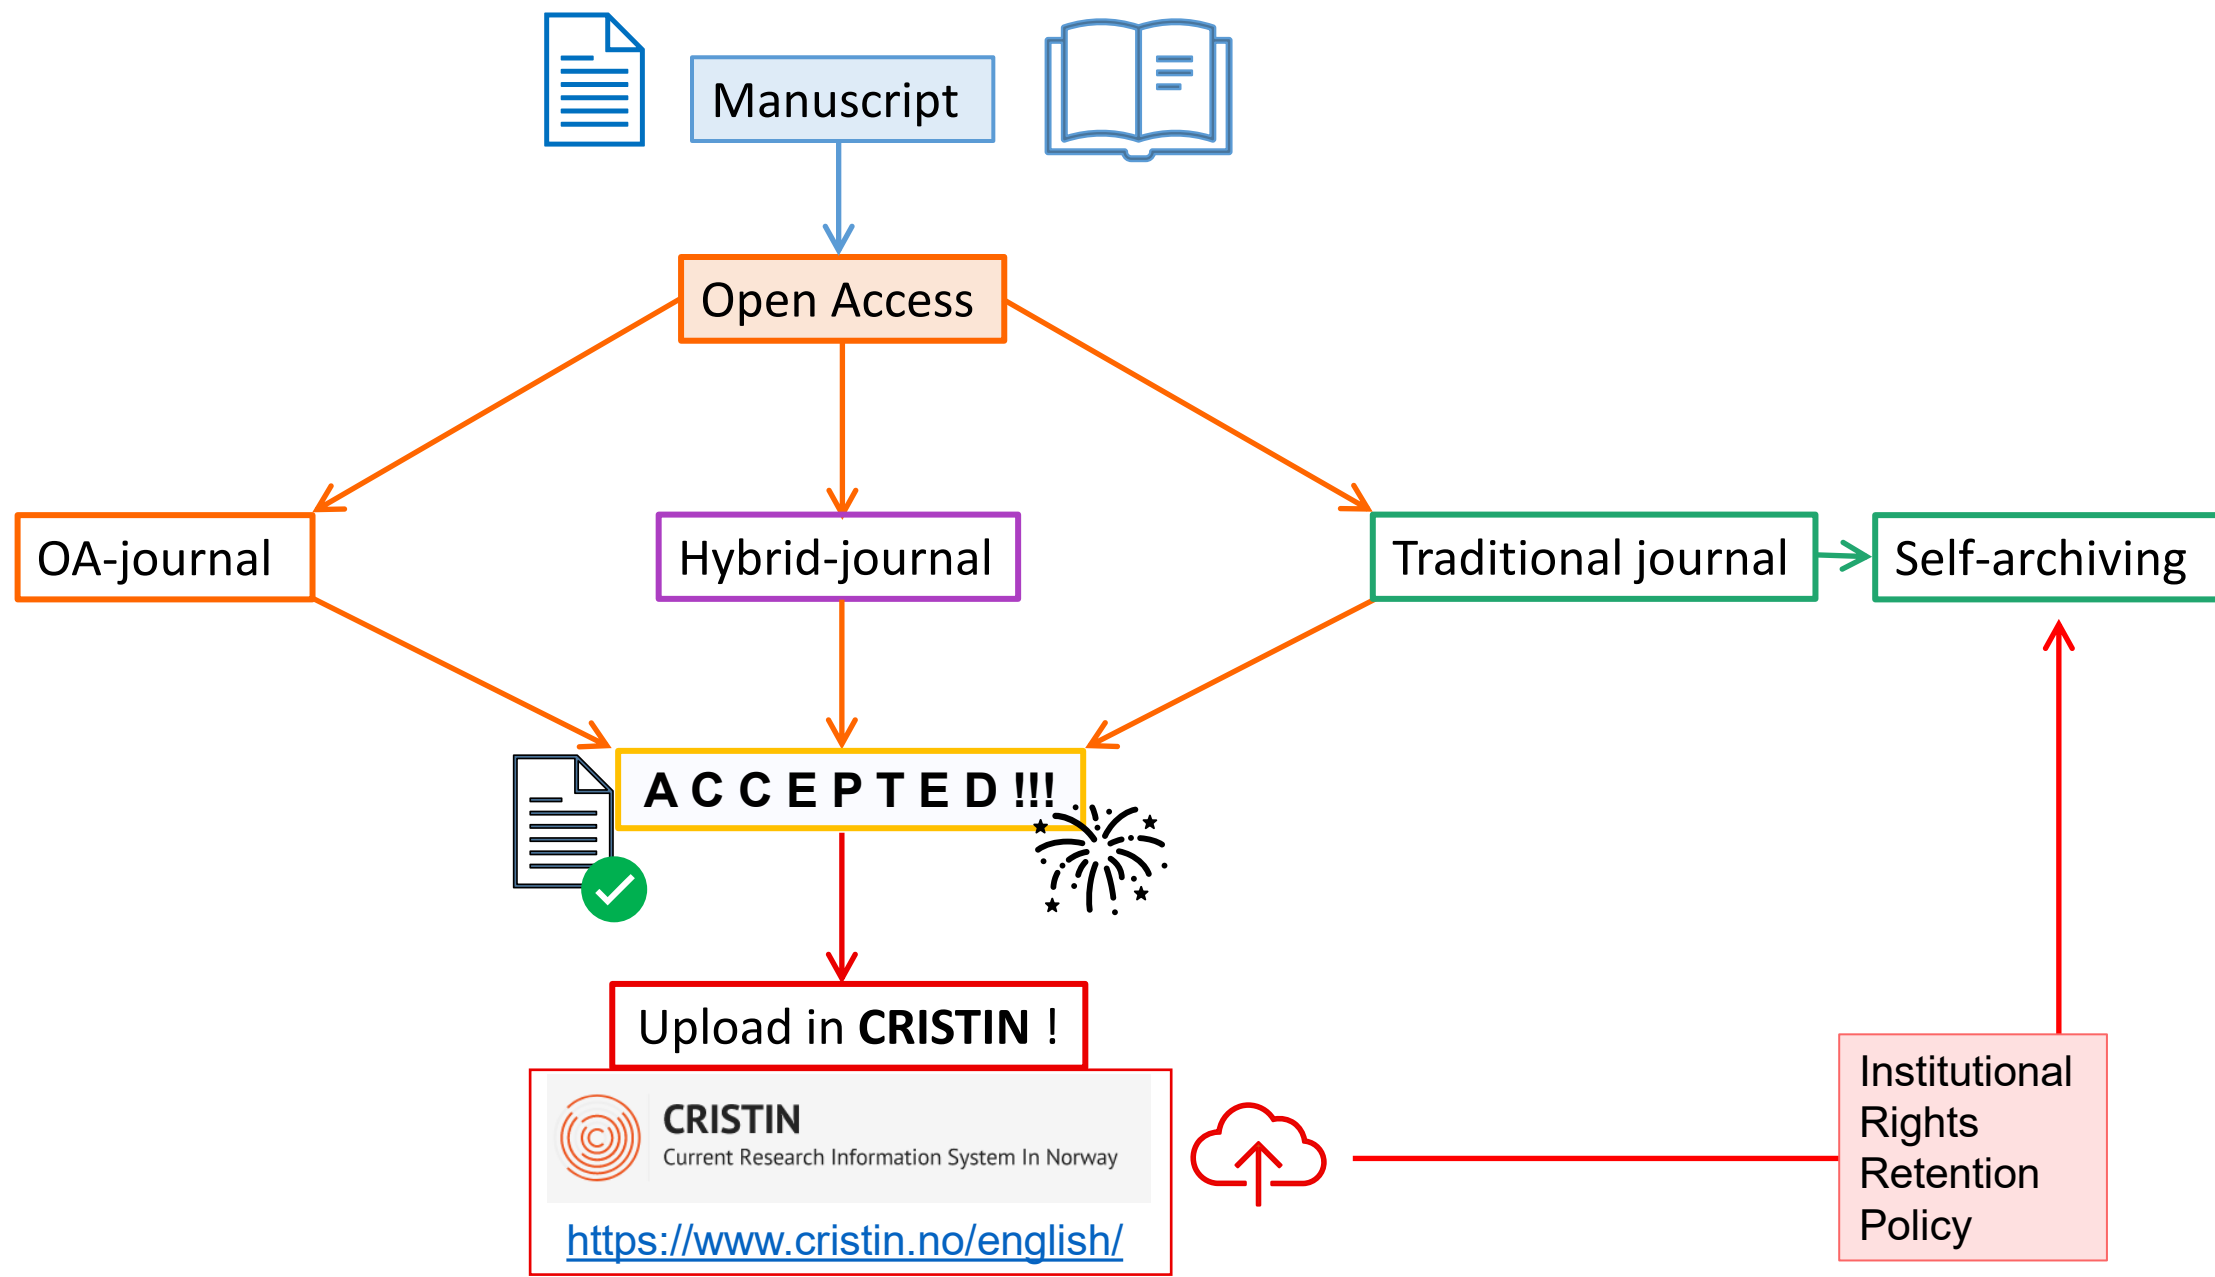 Manuscript
Open Access
OA-journal
Hybrid-journal
Traditional journal
Self-archiving
A C C E P T E D !!!
Upload in CRISTIN !
CRISTIN
Current Research Information System In Norway
https://www.cristin.no/english/
Institutional
Rights
Retention
Policy